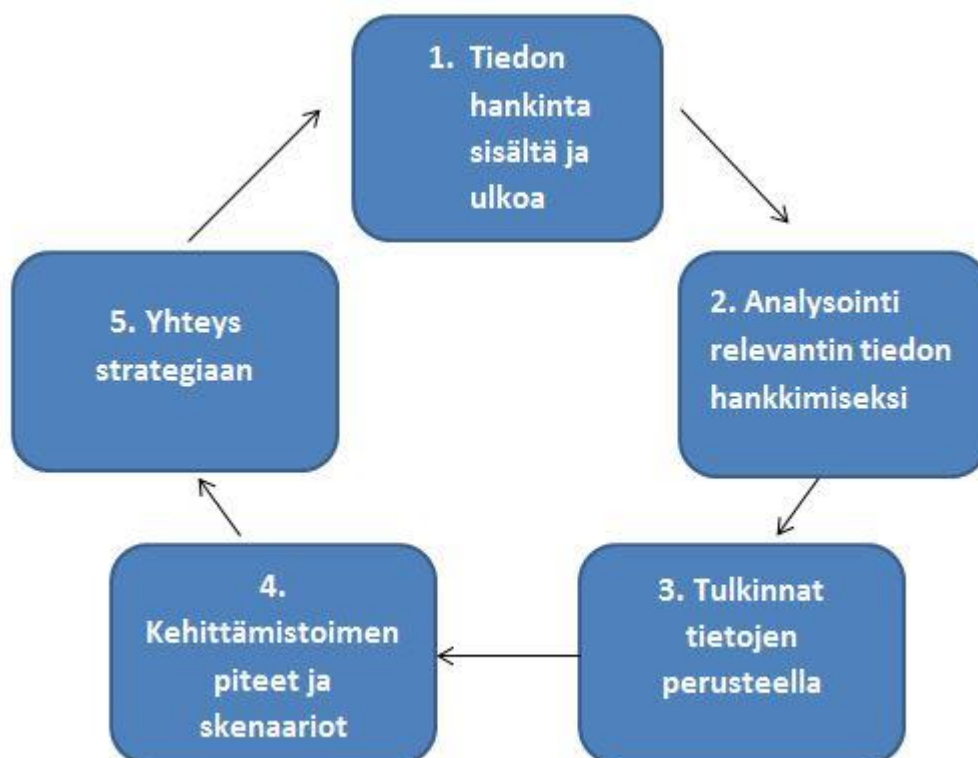 1. Tiedon
hankinta
sisältä ja
ulkoa
2. Analysointi
relevantin tiedon
hankkimiseksi
3. Tulkinnat
tietojen
perusteella
4.
Kehittämistoimen
piteet ja
skenaariot
5. Yhteys
strategiaan